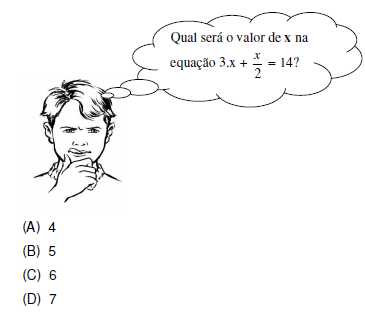 Qual será o valor de x na
equação 3.x + x/2 = 14?
(A) 4
(B) 5
(C) 6
(D) 7